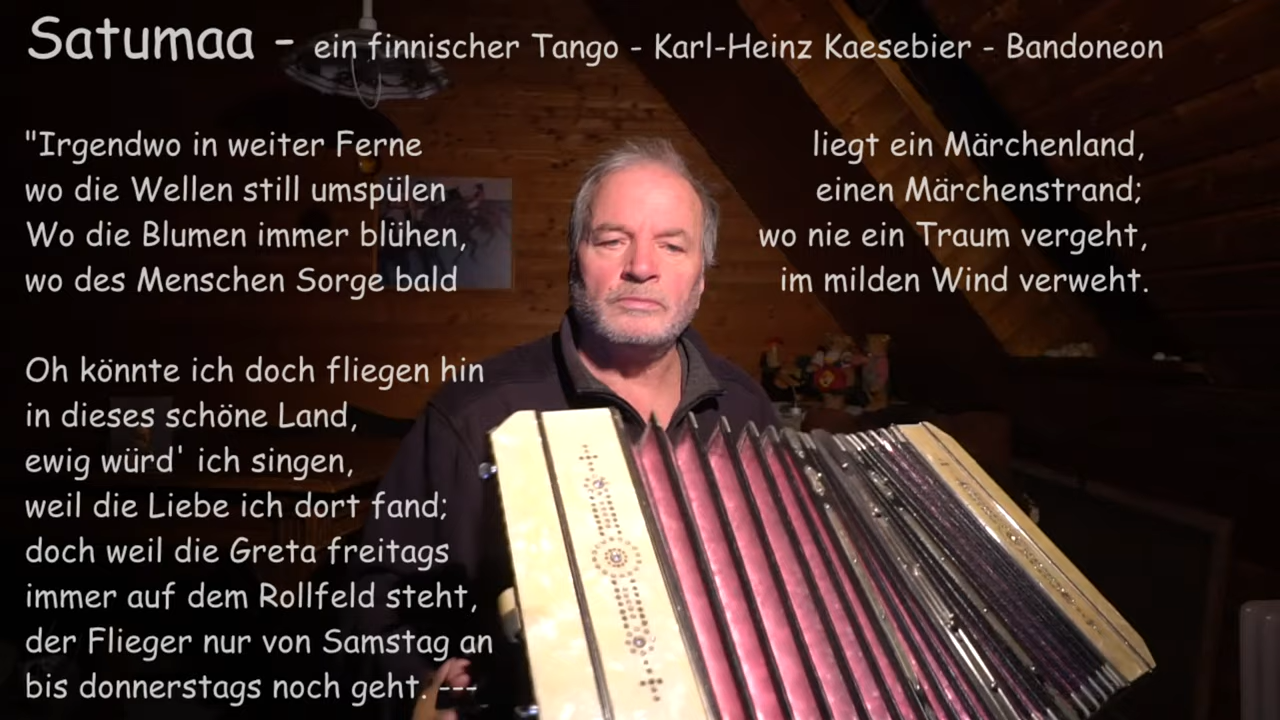 Satumaa - ein finnischer Tango - Karl-Heinz Kaesebier - Bandoneon
"Irgendwo in weiter Ferne liegt ein Märchenland,
wo die Wellen still umspülen einen Märchenstrand;
Wo die Blumen immer blühen, wo nie ein Traum vergeht,
wo des Menschen Sorge bald im milden Wind verweht.
Oh könnte ich doch fliegen hin
in dieses schöne Land,
ewig würd' ich singen,
weil die Liebe ich dort fand;
doch weil die Greta freitags
immer auf dem Rollfeld steht,
der Flieger nur von Samstag an
bis donnerstags noch geht. ---